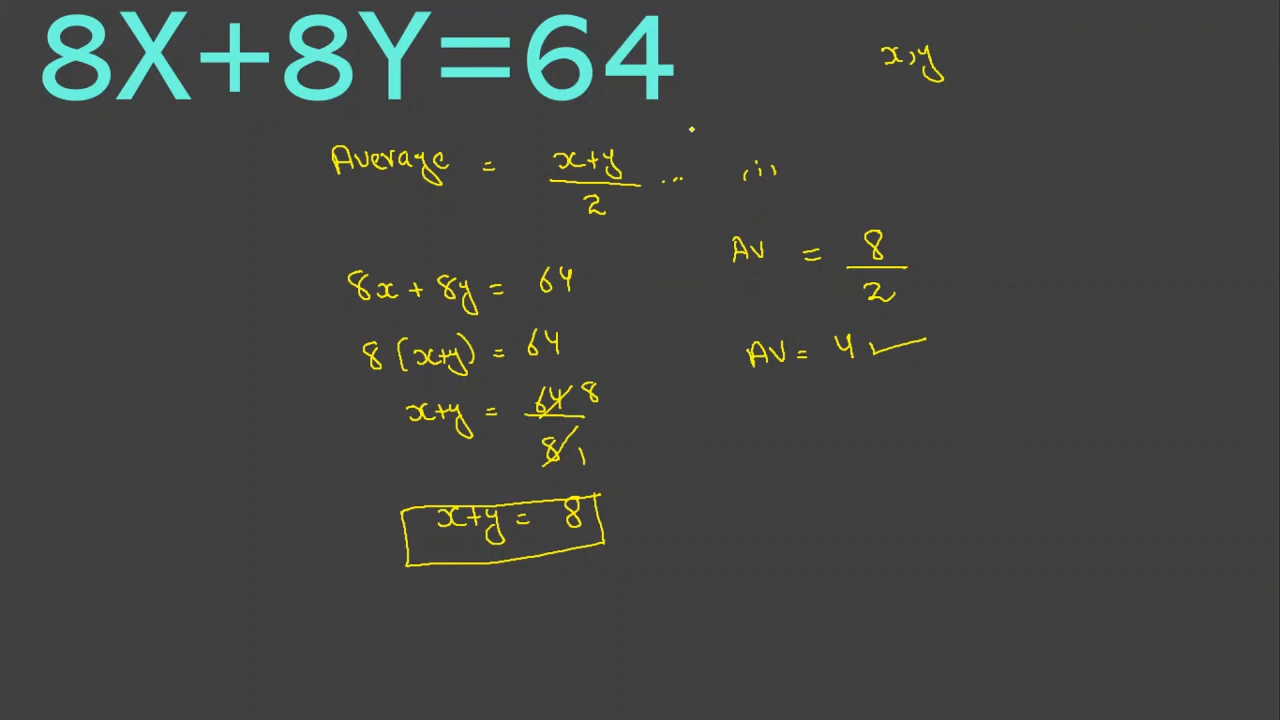 8X+8Y=64
x,y
Average = x+y/2 ... (i)
8x + 8y = 64
8(x+y) = 64
x+y = 64/8 8 1
x+y = 8
AV = 8/2
AV = 4